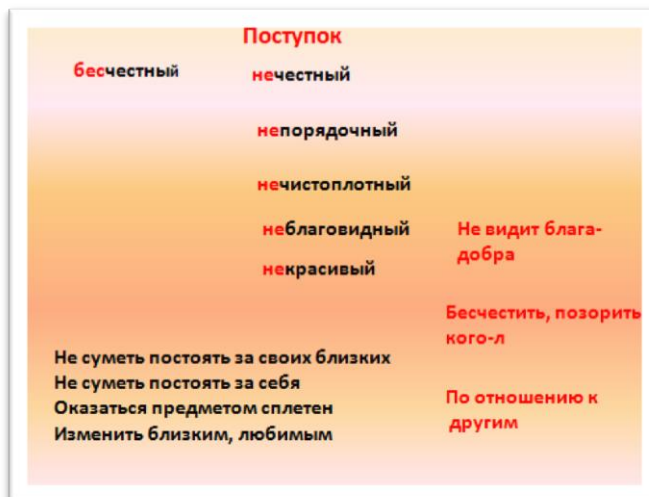 Поступок
бесчестный
нечестный
непорядочный
нечистоплотный
неблаговидный
некрасивый
Не видит блага-
добра
Бесчестить, позорить
кого-л
Не суметь постоять за своих близких
Не суметь постоять за себя
Оказаться предметом сплетен
Изменить близким, любимым
По отношению к
другим